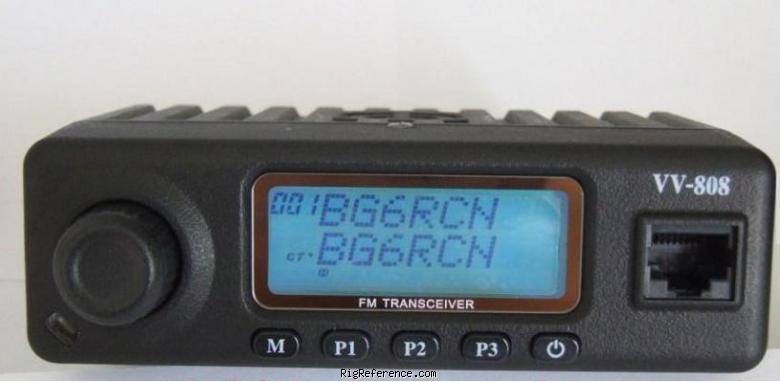 VV-808
001 BG6RCN
CT BG6RCN
FM TRANSCEIVER
M P1 P2 P3
RigReference.com